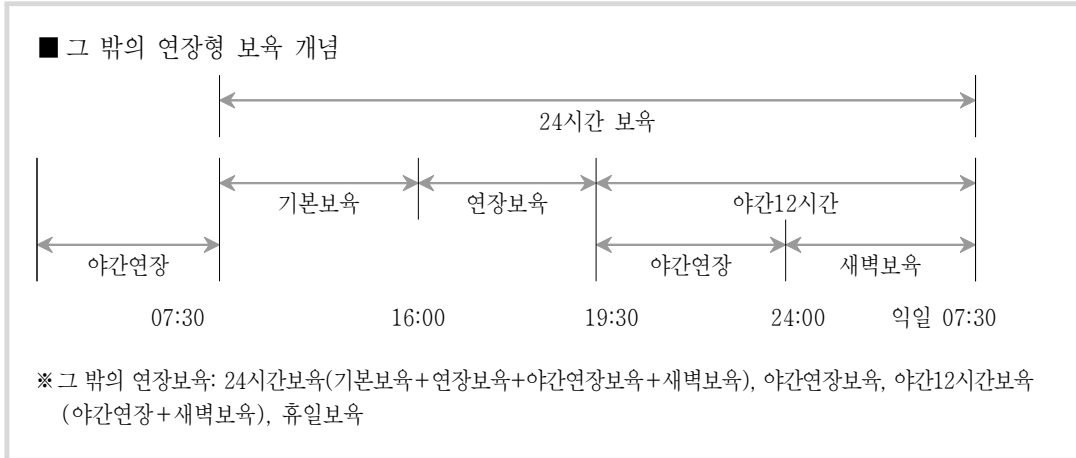 ■ 그 밖의 연장형 보육 개념
24시간 보육
기본보육 연장보육 야간12시간
야간연장 야간연장 새벽보육
07:30 16:00 19:30 24:00 익일 07:30
※ 그 밖의 연장보육: 24시간보육(기본보육+연장보육+야간연장보육+새벽보육), 야간연장보육, 야간12시간보육
(야간연장+새벽보육), 휴일보육